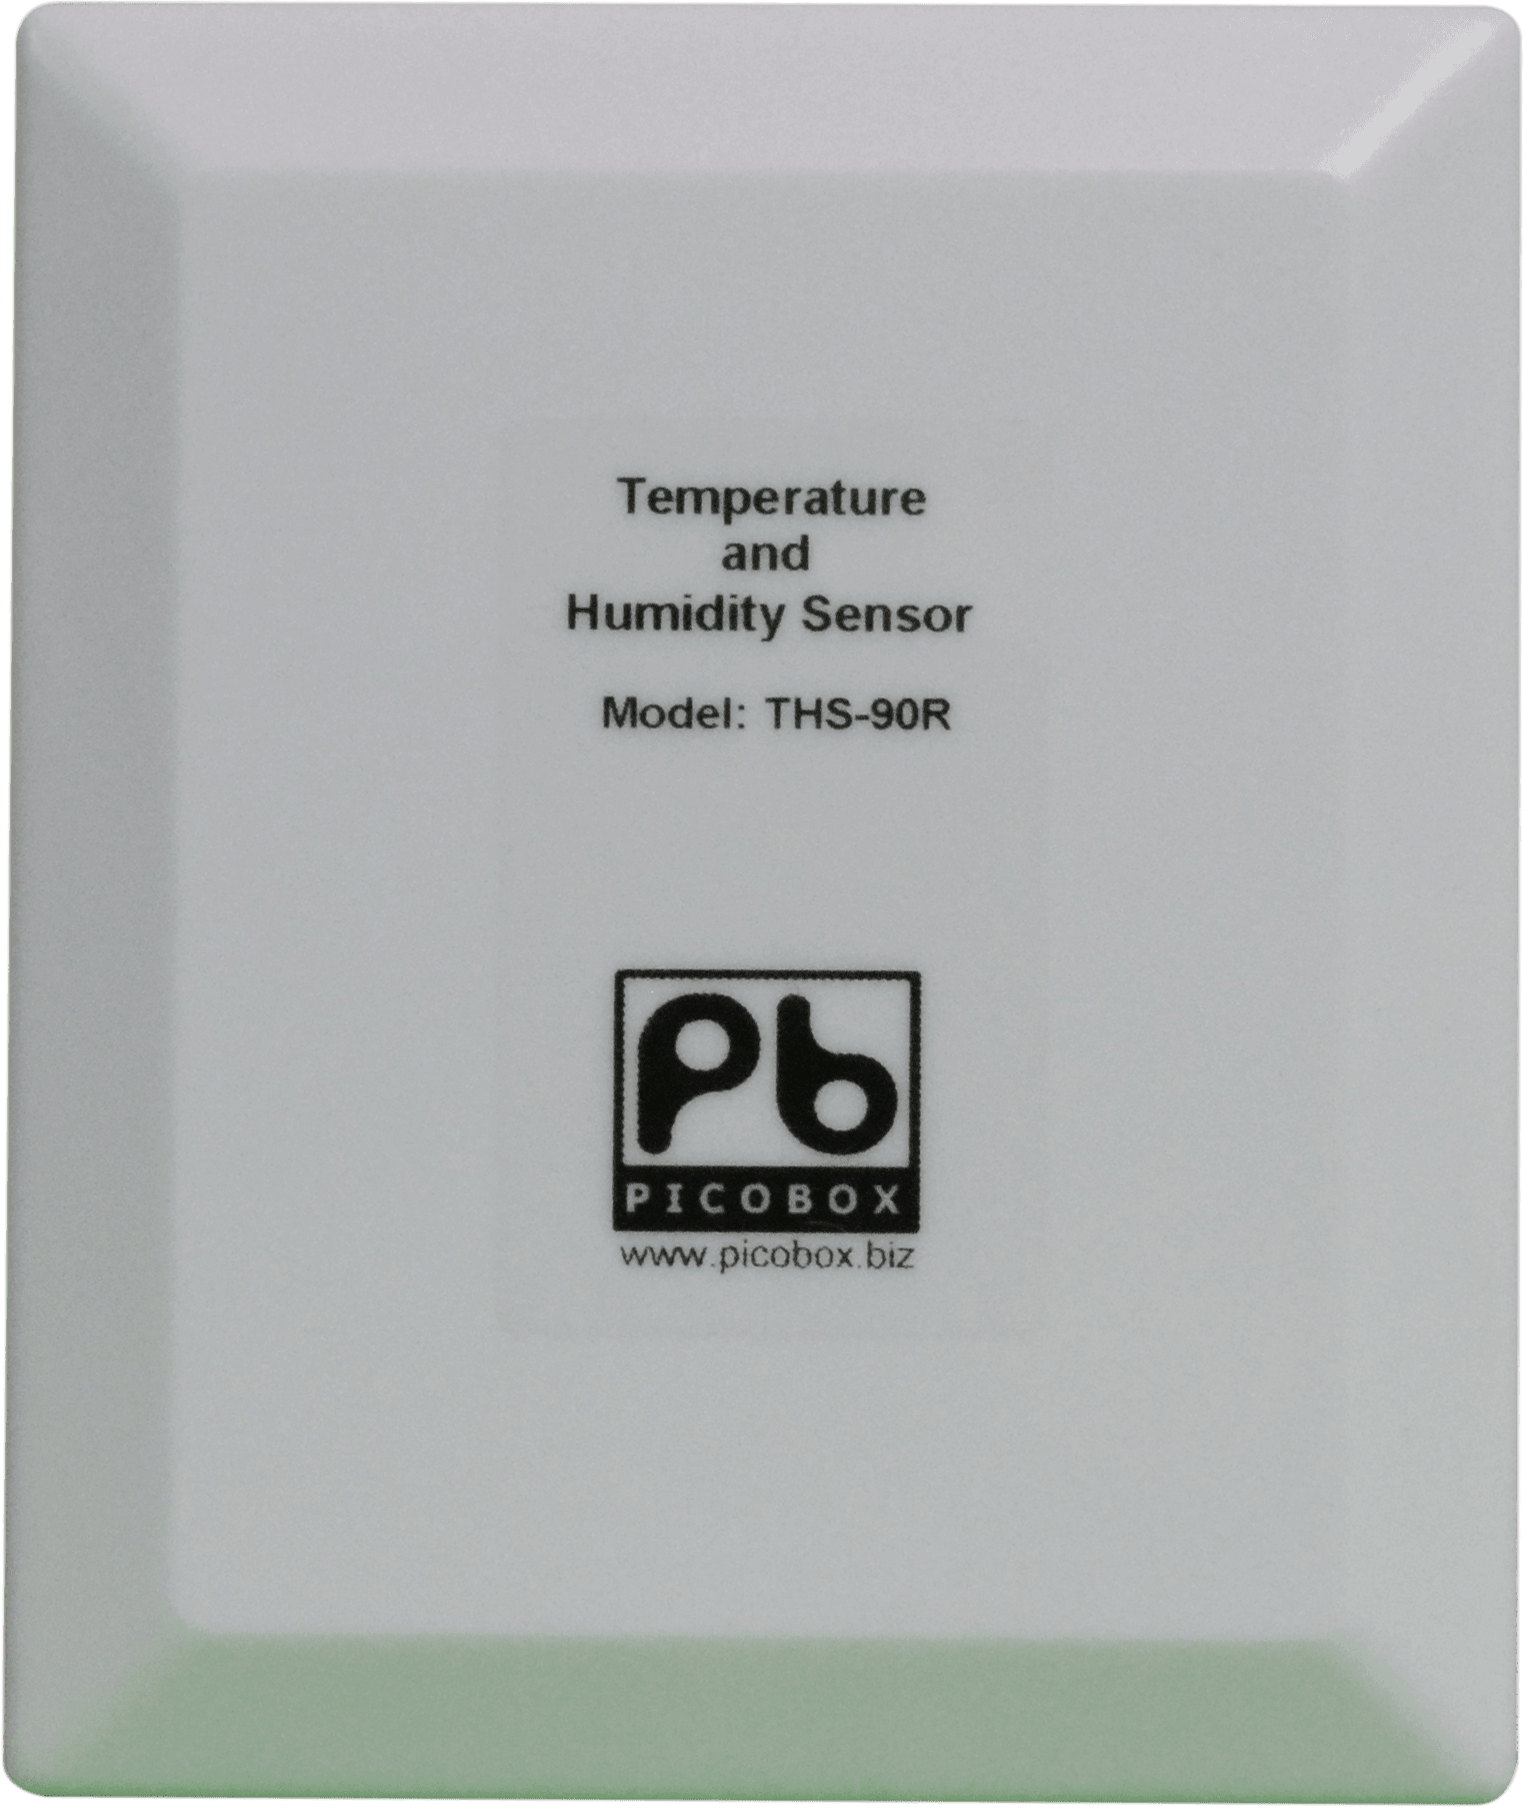 Temperature
and
Humidity Sensor
Model: THS-90R
Pb
PICOBOX
www.picobox.biz